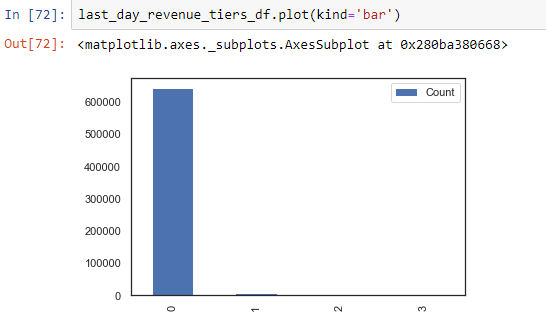 In [72]: last_day_revenue_tiers_df.plot(kind='bar')
Out[72]: <matplotlib.axes._subplots.AxesSubplot at 0x280ba380668>
Count
600000
500000
400000
300000
200000
100000
0
0 1 2 3